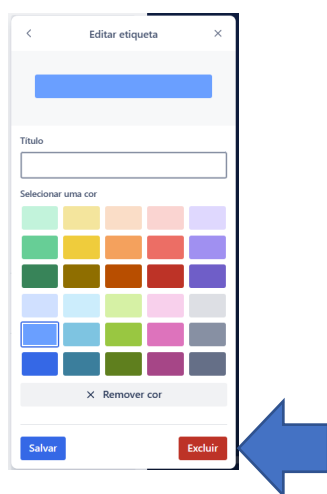 Editar etiqueta
Título
Selecionar uma cor
Remover cor
Salvar
Excluir